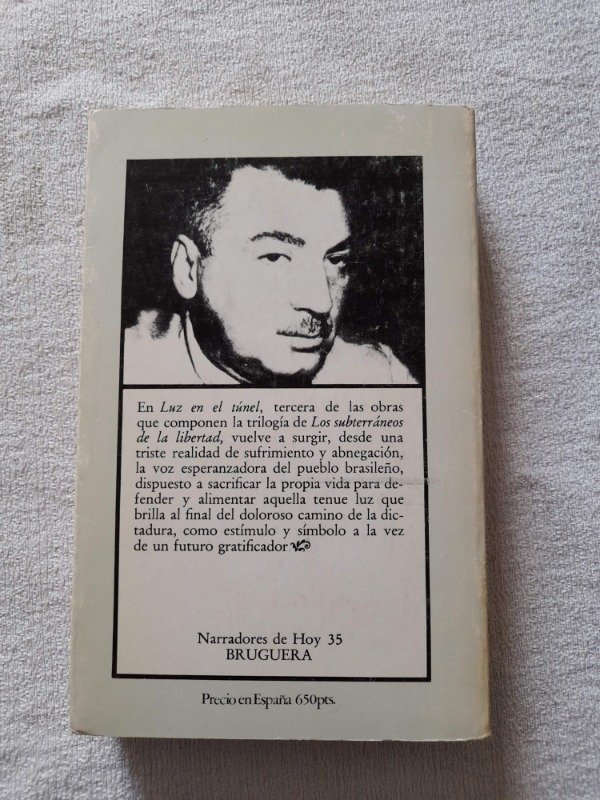 En Luz en el túnel, tercera de las obras
que componen la trilogía de Los subterráneos
de la libertad, vuelve a surgir, desde una
triste realidad de sufrimiento y abnegación,
la voz esperanzadora del pueblo brasileño,
dispuesto a sacrificar la propia vida para de-
fender y alimentar aquella tenue luz que
brilla al final del doloroso camino de la dic-
tadura, como estímulo y símbolo a la vez
de un futuro gratificador
Narradores de Hoy 35
BRUGUERA
Precio en España 650pts.